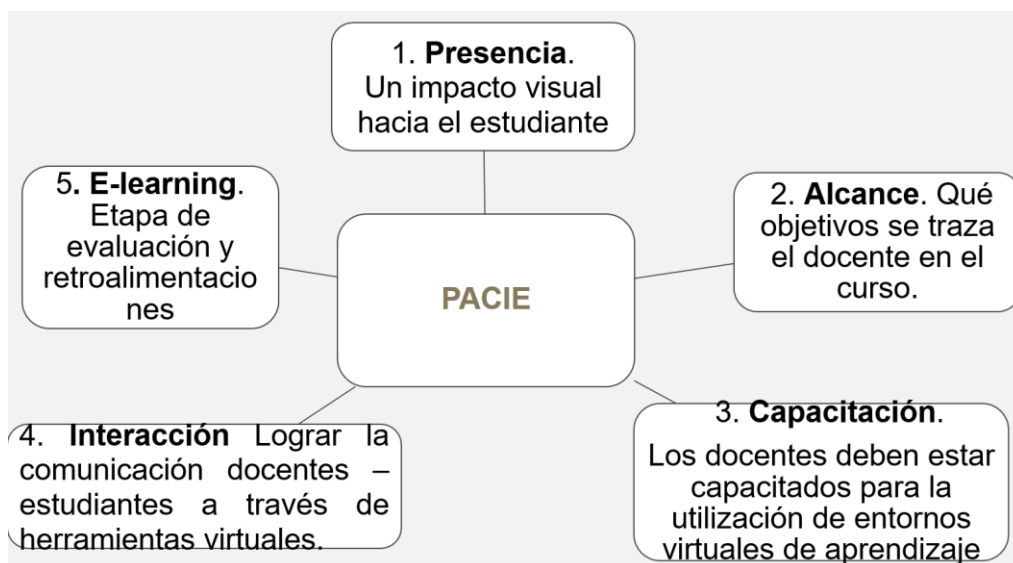 1. Presencia.
Un impacto visual
hacia el estudiante
2. Alcance. Qué
objetivos se traza
el docente en el
curso.
3. Capacitación.
Los docentes deben estar
capacitados para la
utilización de entornos
virtuales de aprendizaje
4. Interacción Lograr la
comunicación docentes –
estudiantes a través de
herramientas virtuales.
5. E-learning.
Etapa de
evaluación y
retroalimentacio
nes
PACIE